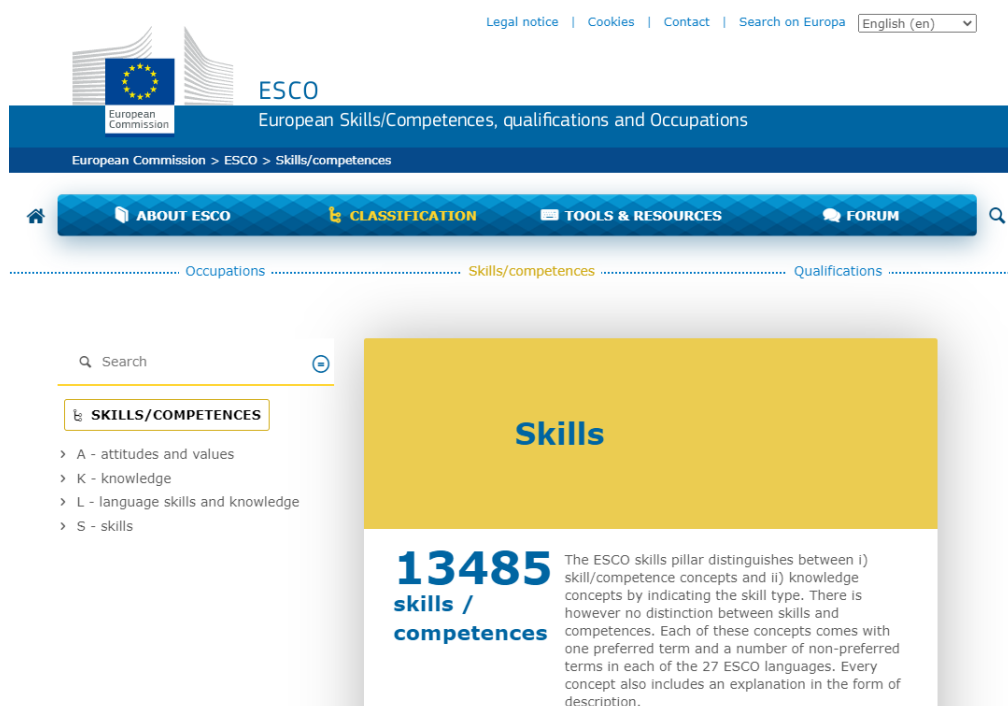 Legal notice | Cookies | Contact | Search on Europa English (en)
ESCO
European
Commission
European Skills/Competences, qualifications and Occupations
European Commission > ESCO > Skills/competences
ABOUT ESCO CLASSIFICATION TOOLS & RESOURCES FORUM
Occupations Skills/competences Qualifications
Search
SKILLS/COMPETENCES
> A - attitudes and values
> K - knowledge
> L - language skills and knowledge
> S - skills
Skills
13485
skills /
competences
The ESCO skills pillar distinguishes between i)
skill/competence concepts and ii) knowledge
concepts by indicating the skill type. There is
however no distinction between skills and
competences. Each of these concepts comes with
one preferred term and a number of non-preferred
terms in each of the 27 ESCO languages. Every
concept also includes an explanation in the form of
description.